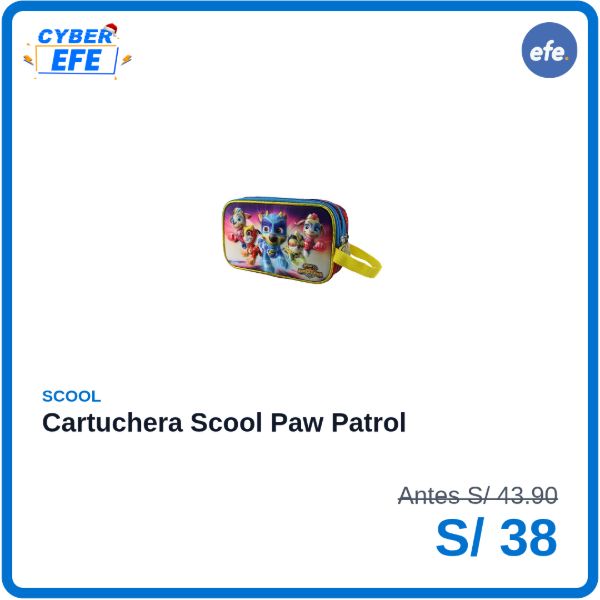 CYBER
EFE
efe.
SCOOL
Cartuchera Scool Paw Patrol
Antes S/ 43.90
S/ 38